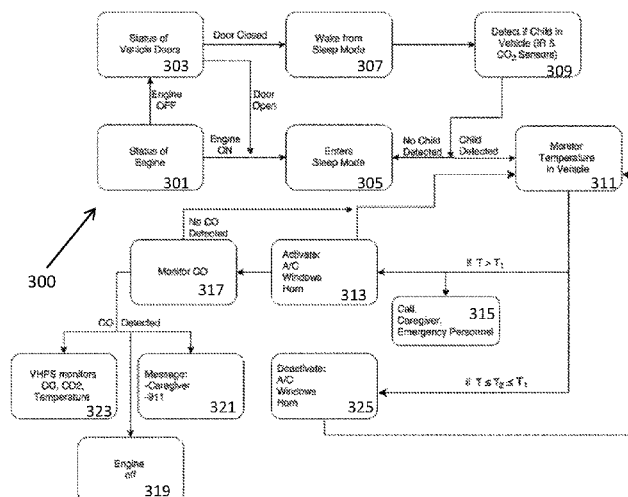 Status of
Vehicle Doors
303
Door Closed
Wake from
Sleep Mode
307
Detect if Child in
Vehicle (IR &
CO₂ Sensors)
309
Engine
OFF
Door
Open
Status of
Engine
301
Engine
ON
Enters
Sleep Mode
305
No Child
Detected
Child
Detected
Monitor
Temperature
in Vehicle
311
300
No CO
Detected
Monitor CO
317
Activate:
A/C
Windows
Horn
313
If T > T₁
Call,
Caregiver,
Emergency Personnel
315
CO Detected
VHPS monitors
CO, CO2,
Temperature
323
Message:
-Caregiver
-911
321
Deactivate:
A/C
Windows
Horn
325
If T ≤ T₂ ≤ T₁
Engine
off
319